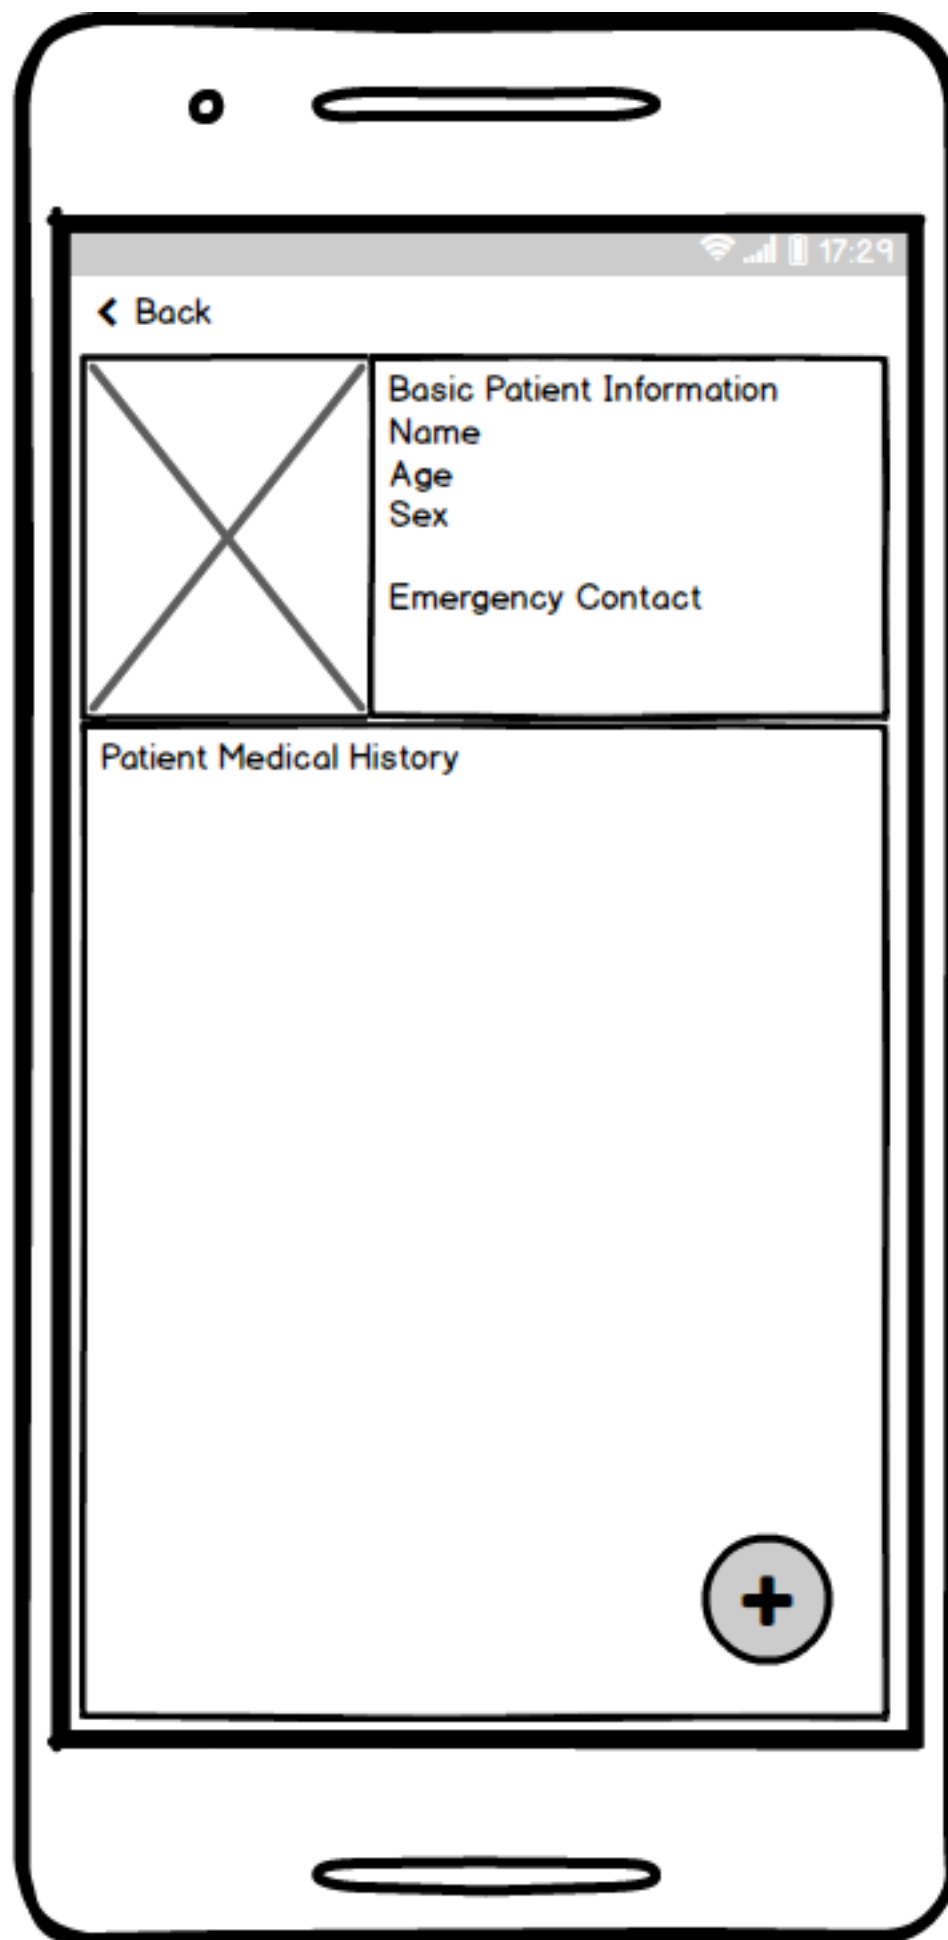 17:29
Back
Basic Patient Information
Name
Age
Sex
Emergency Contact
Patient Medical History